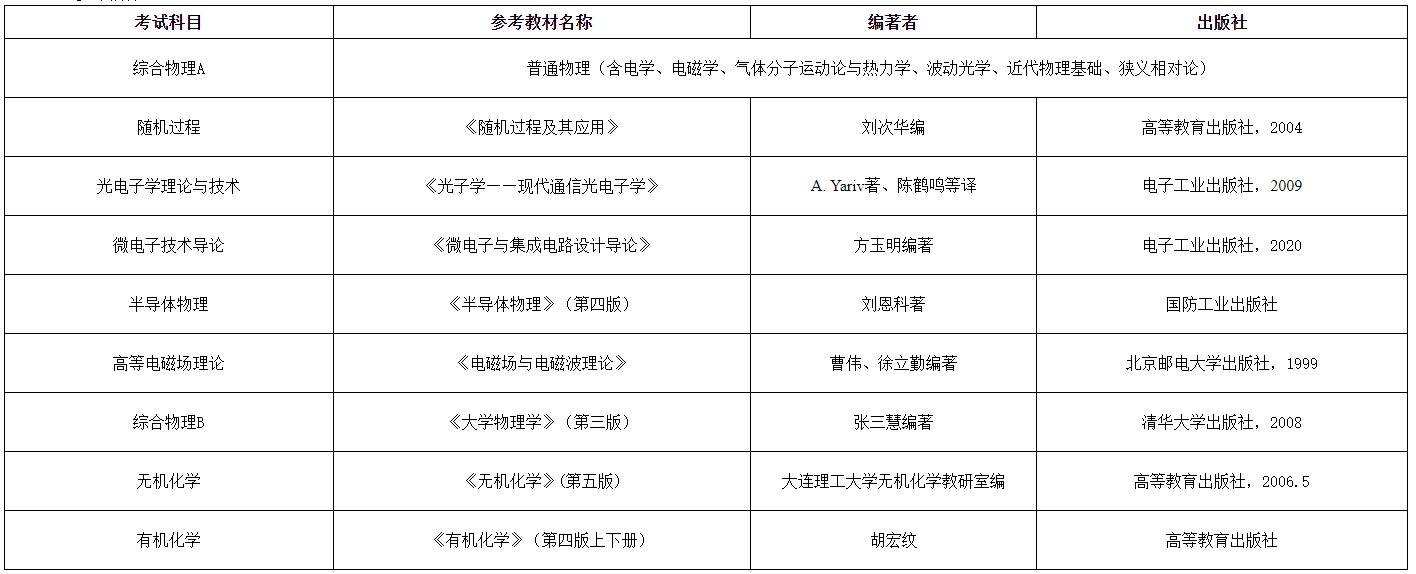 考试科目 参考教材名称 编著者 出版社
综合物理A 普通物理（含电学、电磁学、气体分子运动论与热力学、波动光学、近代物理基础、狭义相对论）
随机过程 《随机过程及其应用》 刘次华编 高等教育出版社，2004
光电子学理论与技术 《光子学——现代通信光电子学》 A. Yariv著、陈鹤鸣等译 电子工业出版社，2009
微电子技术导论 《微电子与集成电路设计导论》 方玉明编著 电子工业出版社，2020
半导体物理 《半导体物理》（第四版） 刘恩科著 国防工业出版社
高等电磁场理论 《电磁场与电磁波理论》 曹伟、徐立勤编著 北京邮电大学出版社，1999
综合物理B 《大学物理学》（第三版） 张三慧编著 清华大学出版社，2008
无机化学 《无机化学》(第五版） 大连理工大学无机化学教研室编 高等教育出版社，2006.5
有机化学 《有机化学》（第四版上下册） 胡宏纹 高等教育出版社